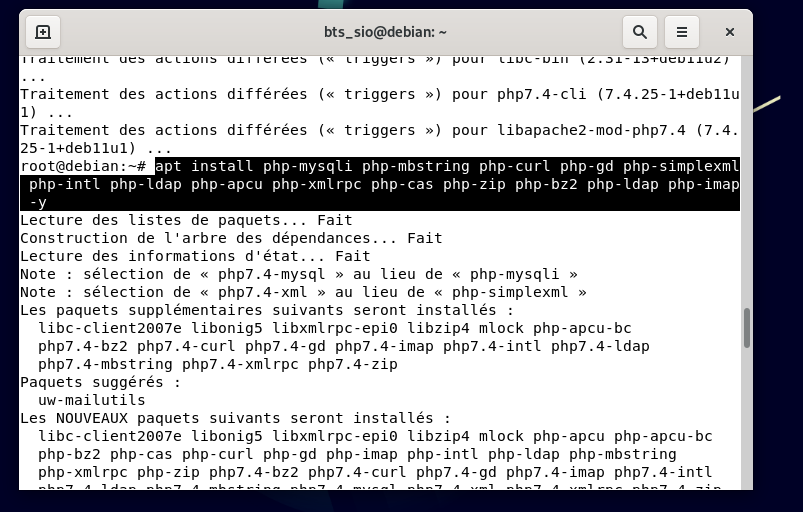 bts_sio@debian: ~
Traitement des actions différées (« triggers ») pour libc-bin (2.31-13+deb11u2)
...
Traitement des actions différées (« triggers ») pour php7.4-cli (7.4.25-1+deb11u
1) ...
Traitement des actions différées (« triggers ») pour libapache2-mod-php7.4 (7.4.
25-1+deb11u1) ...
root@debian:~# apt install php-mysqli php-mbstring php-curl php-gd php-simplexml
php-intl php-ldap php-apcu php-xmlrpc php-cas php-zip php-bz2 php-ldap php-imap
-y
Lecture des listes de paquets... Fait
Construction de l'arbre des dépendances... Fait
Lecture des informations d'état... Fait
Note : sélection de « php7.4-mysql » au lieu de « php-mysqli »
Note : sélection de « php7.4-xml » au lieu de « php-simplexml »
Les paquets supplémentaires suivants seront installés :
libc-client2007e libonig5 libxmlrpc-epi0 libzip4 mlock php-apcu-bc
php7.4-bz2 php7.4-curl php7.4-gd php7.4-imap php7.4-intl php7.4-ldap
php7.4-mbstring php7.4-xmlrpc php7.4-zip
Paquets suggérés :
uw-mailutils
Les NOUVEAUX paquets suivants seront installés :
libc-client2007e libonig5 libxmlrpc-epi0 libzip4 mlock php-apcu php-apcu-bc
php-bz2 php-cas php-curl php-gd php-imap php-intl php-ldap php-mbstring
php-xmlrpc php-zip php7.4-bz2 php7.4-curl php7.4-gd php7.4-imap php7.4-intl
php7.4-ldap php7.4-mbstring php7.4-mysql php7.4-xml php7.4-xmlrpc php7.4-zip